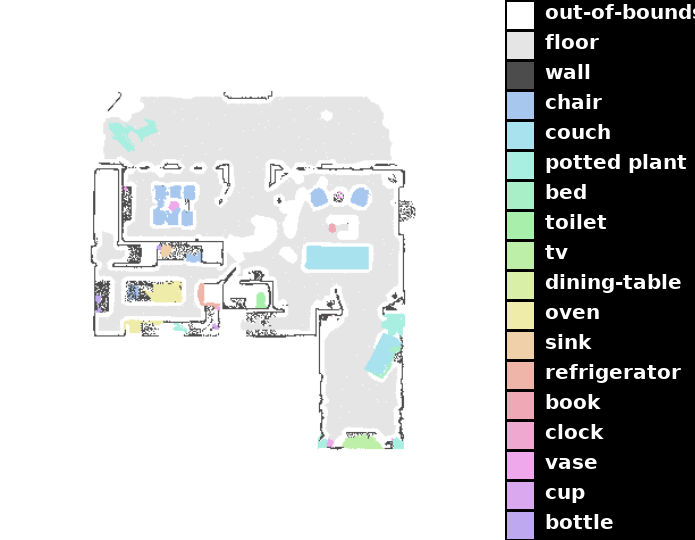 out-of-bounds
floor
wall
chair
couch
potted plant
bed
toilet
tv
dining-table
oven
sink
refrigerator
book
clock
vase
cup
bottle